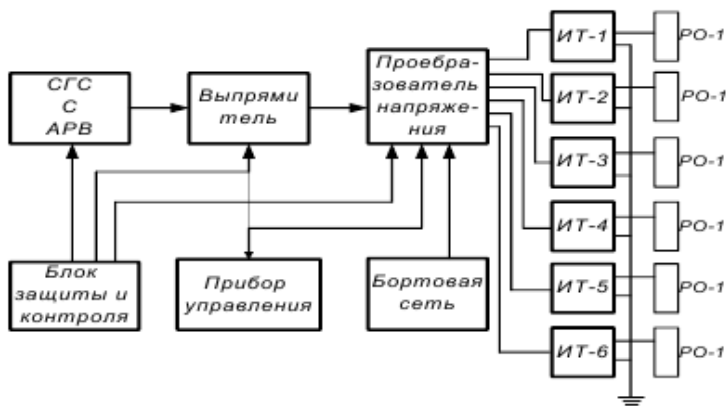 СГС
С
АРВ
Выпрями
тель
Проебра-
зователь
напряже-
ния
Блок
защиты и
контроля
Прибор
управления
Бортовая
сеть
ИТ-1
РО-1
ИТ-2
РО-1
ИТ-3
РО-1
ИТ-4
РО-1
ИТ-5
РО-1
ИТ-6
РО-1